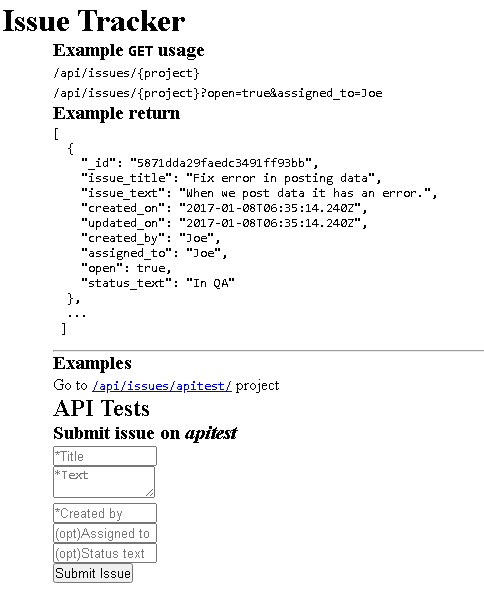 Issue Tracker
Example GET usage
/api/issues/{project}
/api/issues/{project}?open=true&assigned_to=Joe
Example return
[
{
"_id": "5871dda29faedc3491ff93bb",
"issue_title": "Fix error in posting data",
"issue_text": "When we post data it has an error.",
"created_on": "2017-01-08T06:35:14.240Z",
"updated_on": "2017-01-08T06:35:14.240Z",
"created_by": "Joe",
"assigned_to": "Joe",
"open": true,
"status_text": "In QA"
},
...
]
Examples
Go to /api/issues/apitest/ project
API Tests
Submit issue on apitest
*Title
*Text
*Created by
(opt)Assigned to
(opt)Status text
Submit Issue